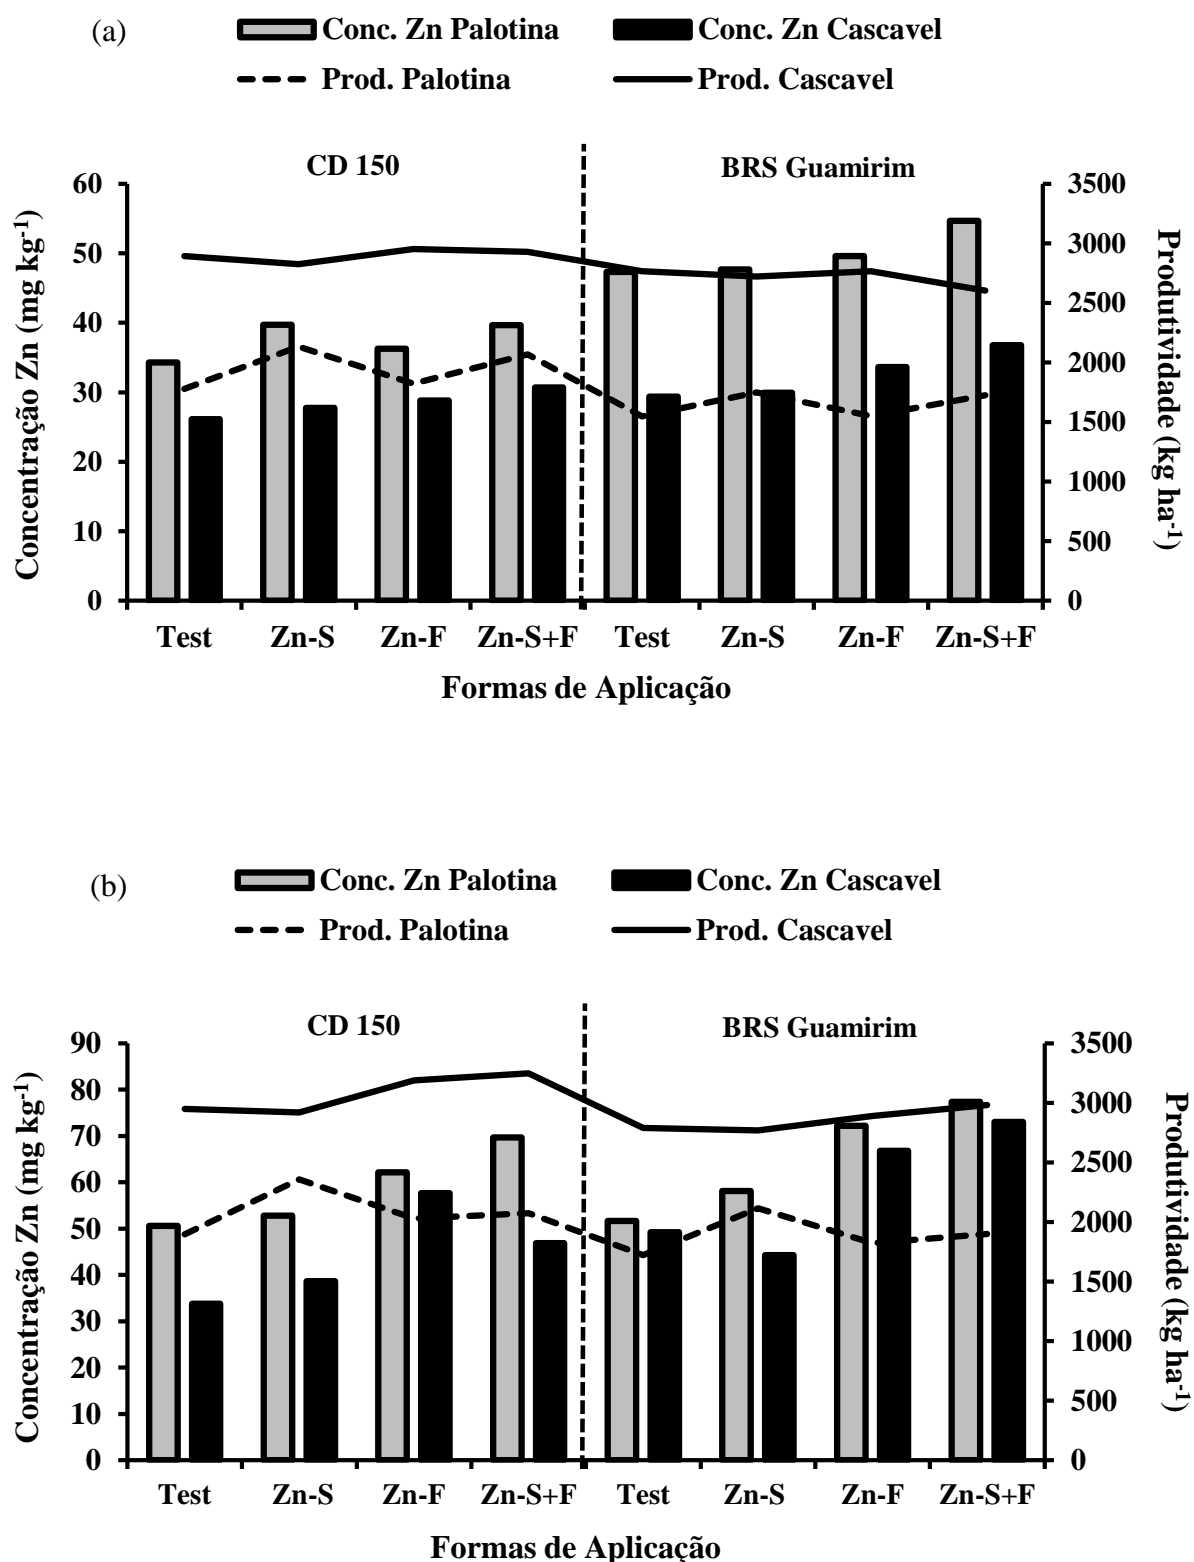 (a)
Conc. Zn Palotina Conc. Zn Cascavel
Prod. Palotina Prod. Cascavel
CD 150 BRS Guamirim
Concentração Zn (mg kg-1)
60
50
40
30
20
10
0
3500
3000
2500
2000
1500
1000
500
0
Produtividade (kg ha-1)
Test Zn-S Zn-F Zn-S+F Test Zn-S Zn-F Zn-S+F
Formas de Aplicação
(b)
Conc. Zn Palotina Conc. Zn Cascavel
Prod. Palotina Prod. Cascavel
CD 150 BRS Guamirim
Concentração Zn (mg kg-1)
90
80
70
60
50
40
30
20
10
0
3500
3000
2500
2000
1500
1000
500
0
Produtividade (kg ha-1)
Test Zn-S Zn-F Zn-S+F Test Zn-S Zn-F Zn-S+F
Formas de Aplicação